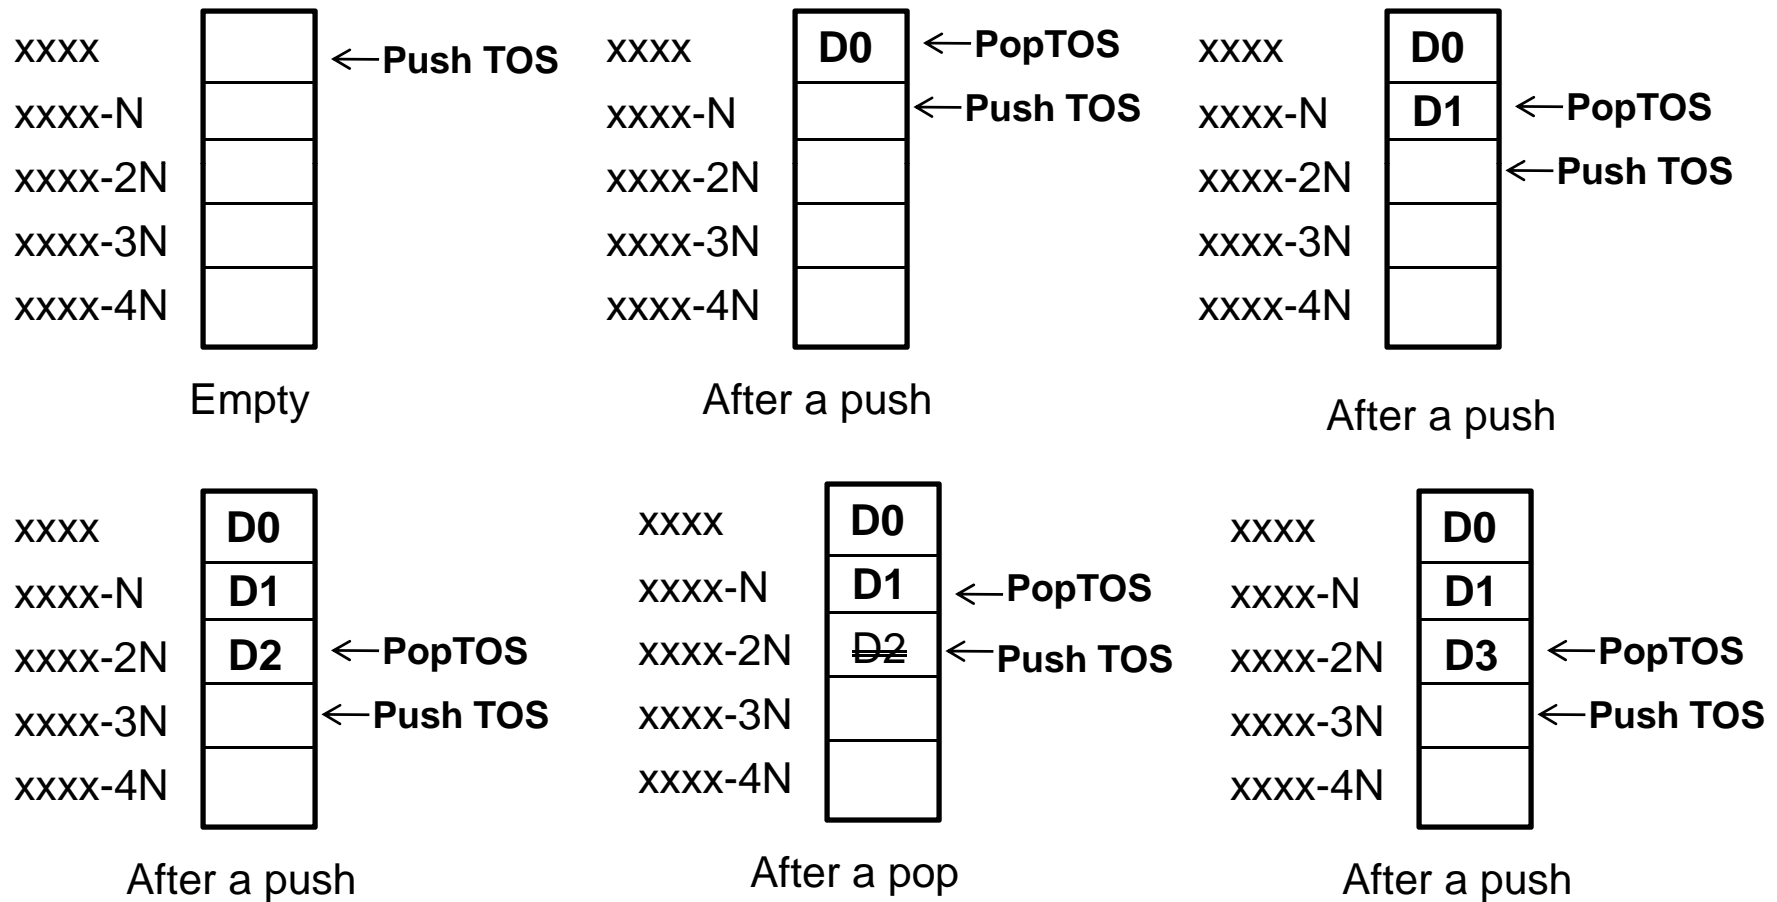 xxxx
Push TOS
xxxx-N
xxxx-2N
xxxx-3N
xxxx-4N
Empty
xxxx
D0
PopTOS
xxxx-N
Push TOS
xxxx-2N
xxxx-3N
xxxx-4N
After a push
xxxx
D0
xxxx-N
D1
PopTOS
xxxx-2N
Push TOS
xxxx-3N
xxxx-4N
After a push
xxxx
D0
xxxx-N
D1
xxxx-2N
D2
PopTOS
xxxx-3N
Push TOS
xxxx-4N
After a push
xxxx
D0
xxxx-N
D1
PopTOS
xxxx-2N
D2
Push TOS
xxxx-3N
xxxx-4N
After a pop
xxxx
D0
xxxx-N
D1
xxxx-2N
D3
PopTOS
xxxx-3N
Push TOS
xxxx-4N
After a push